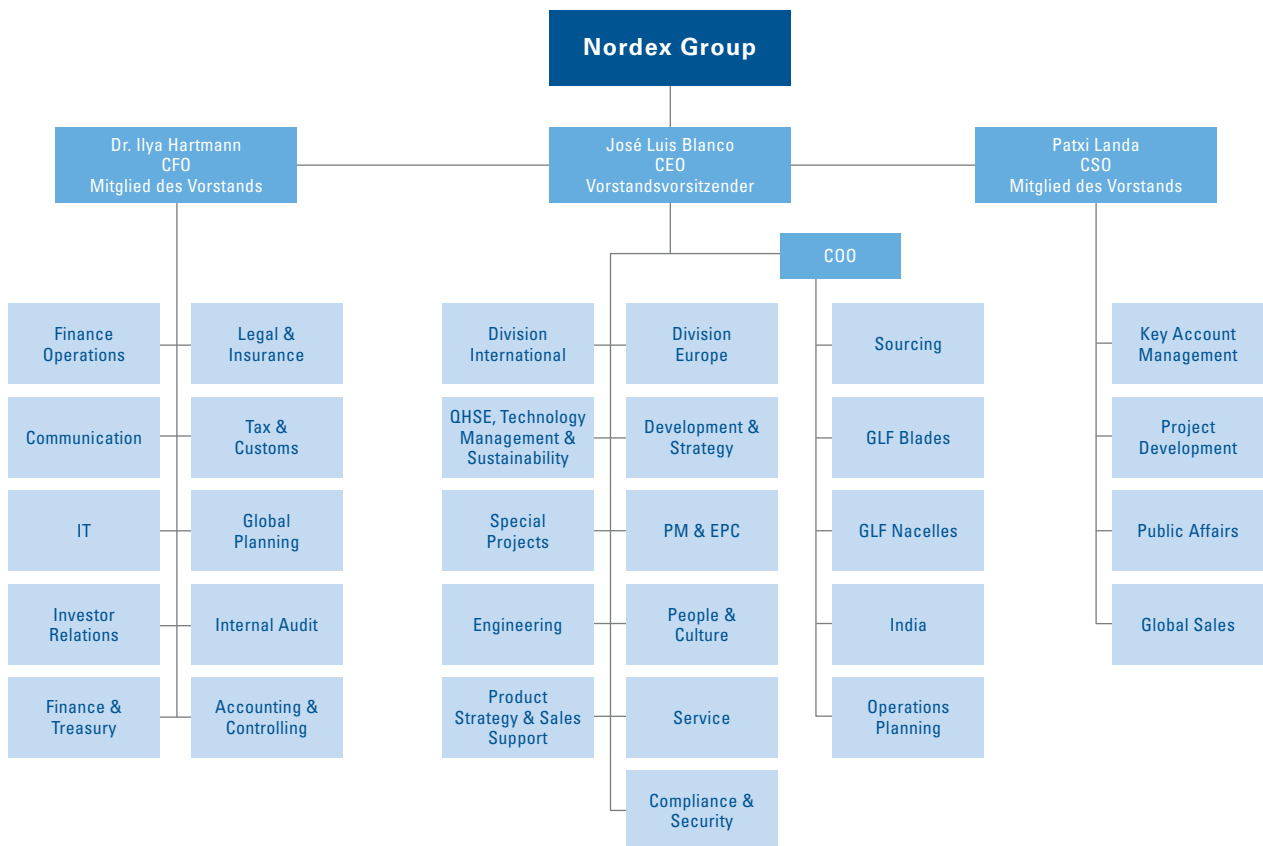 Nordex Group
Dr. Ilya Hartmann
CFO
Mitglied des Vorstands
José Luis Blanco
CEO
Vorstandsvorsitzender
Patxi Landa
CSO
Mitglied des Vorstands
COO
Finance
Operations
Legal &
Insurance
Communication
Tax &
Customs
IT
Global
Planning
Investor
Relations
Internal Audit
Finance &
Treasury
Accounting &
Controlling
Division
International
Division
Europe
QHSE, Technology
Management &
Sustainability
Development &
Strategy
Special
Projects
PM & EPC
Engineering
People &
Culture
Product
Strategy & Sales
Support
Service
Compliance &
Security
Sourcing
GLF Blades
GLF Nacelles
India
Operations
Planning
Key Account
Management
Project
Development
Public Affairs
Global Sales